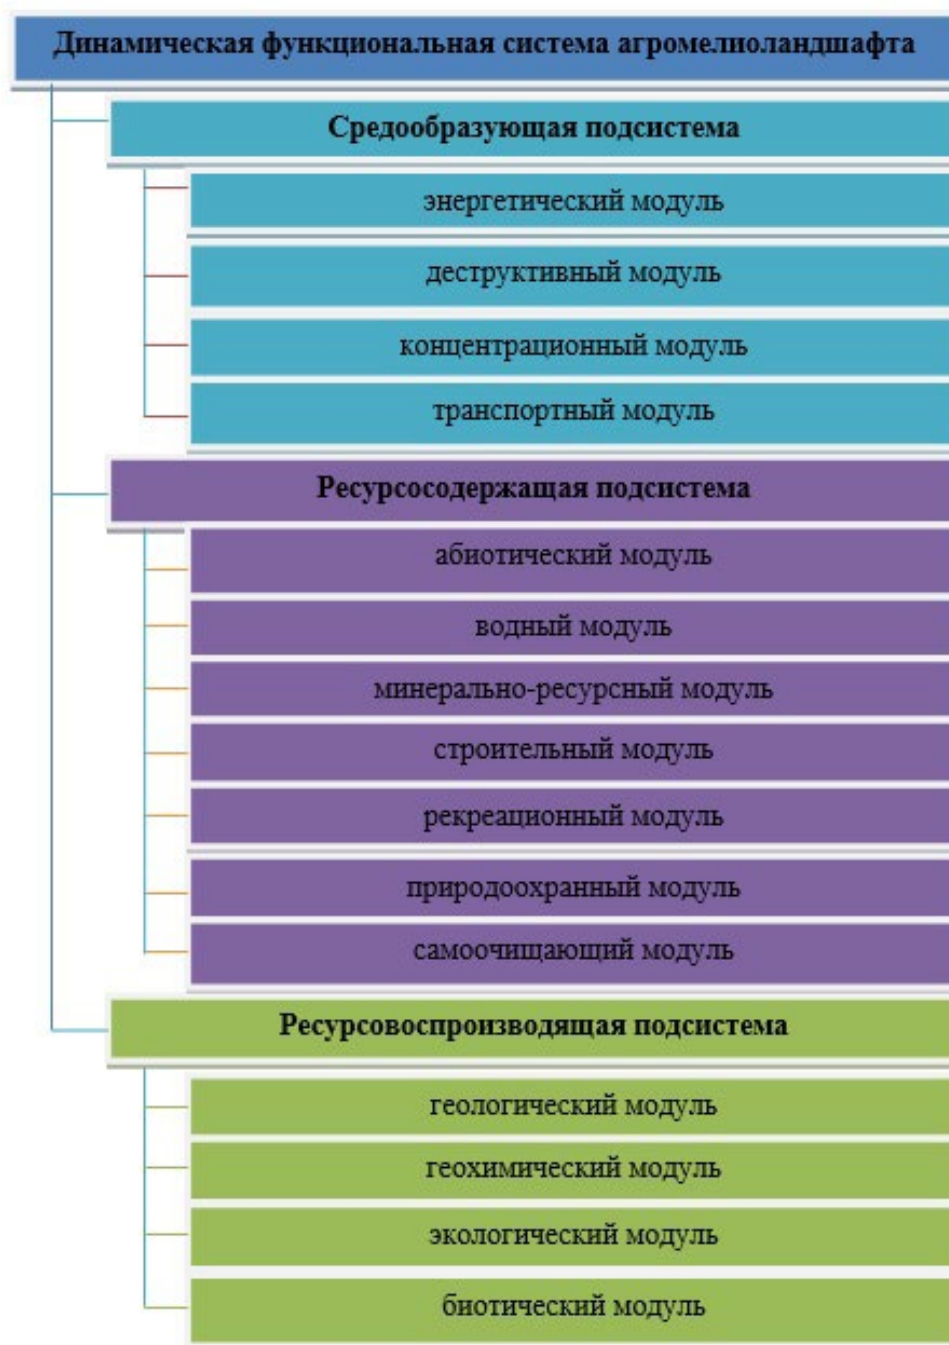 Динамическая функциональная система агромелиоландшафта
Средообразующая подсистема
энергетический модуль
деструктивный модуль
концентрационный модуль
транспортный модуль
Ресурсосодержащая подсистема
абиотический модуль
водный модуль
минерально-ресурсный модуль
строительный модуль
рекреационный модуль
природоохранный модуль
самоочищающий модуль
Ресурсовоспроизводящая подсистема
геологический модуль
геохимический модуль
экологический модуль
биотический модуль